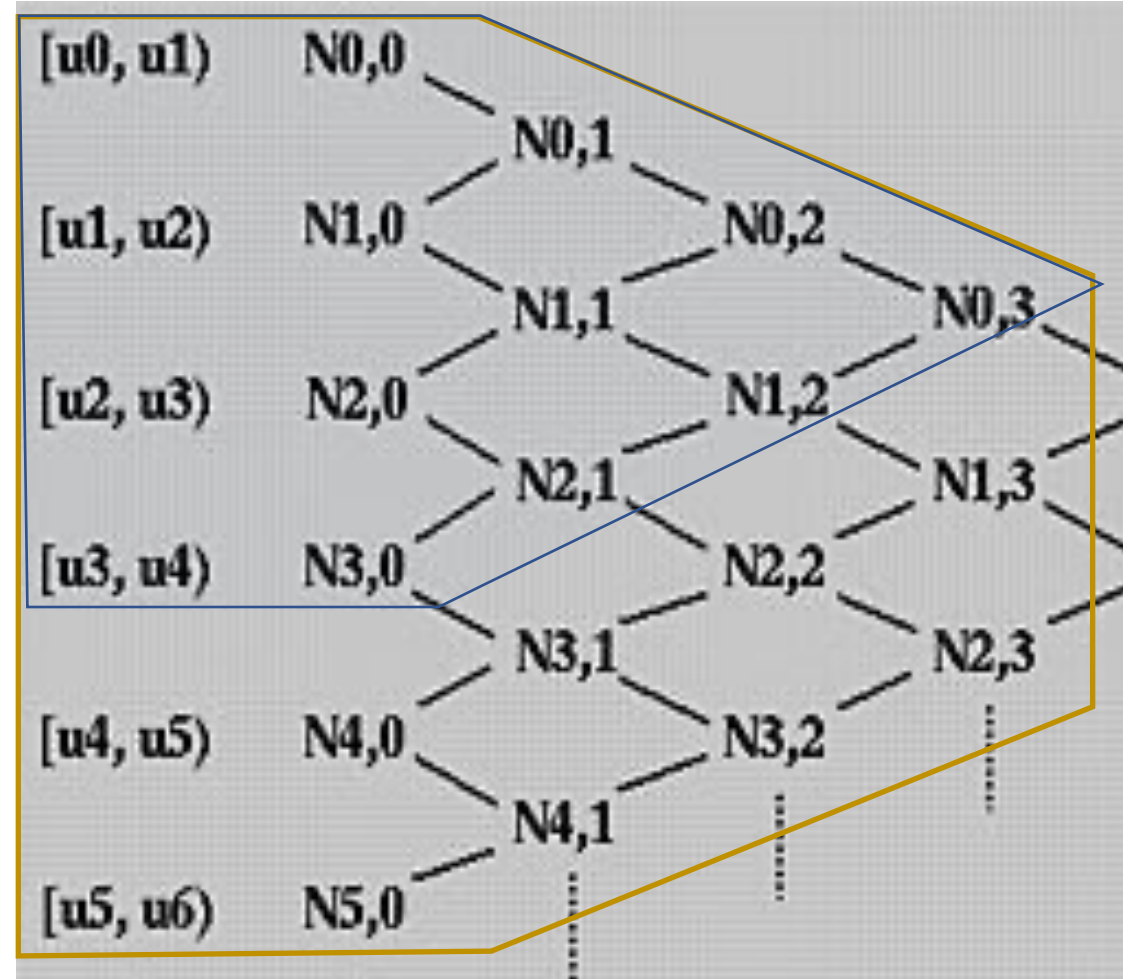 [u0, u1) N0,0
N0,1
[u1, u2) N1,0 N0,2
N1,1 N0,3
[u2, u3) N2,0 N1,2
N2,1 N1,3
[u3, u4) N3,0 N2,2
N3,1 N2,3
[u4, u5) N4,0 N3,2
N4,1
[u5, u6) N5,0